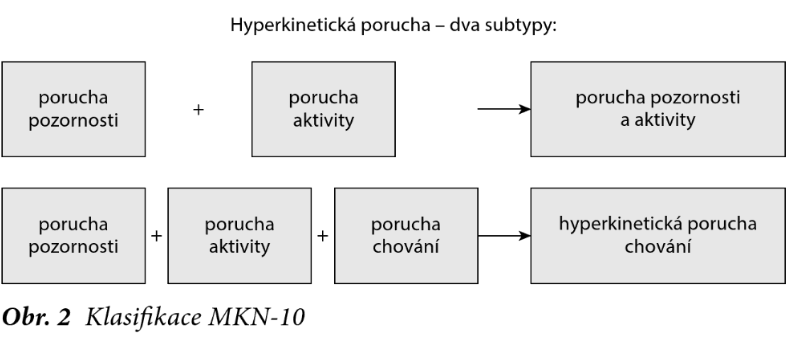 Hyperkinetická porucha – dva subtypy:
porucha
pozornosti
+
porucha
aktivity
porucha pozornosti
a aktivity
porucha
pozornosti
+
porucha
aktivity
+
porucha
chování
hyperkinetická porucha
chování
Obr. 2 Klasifikace MKN-10